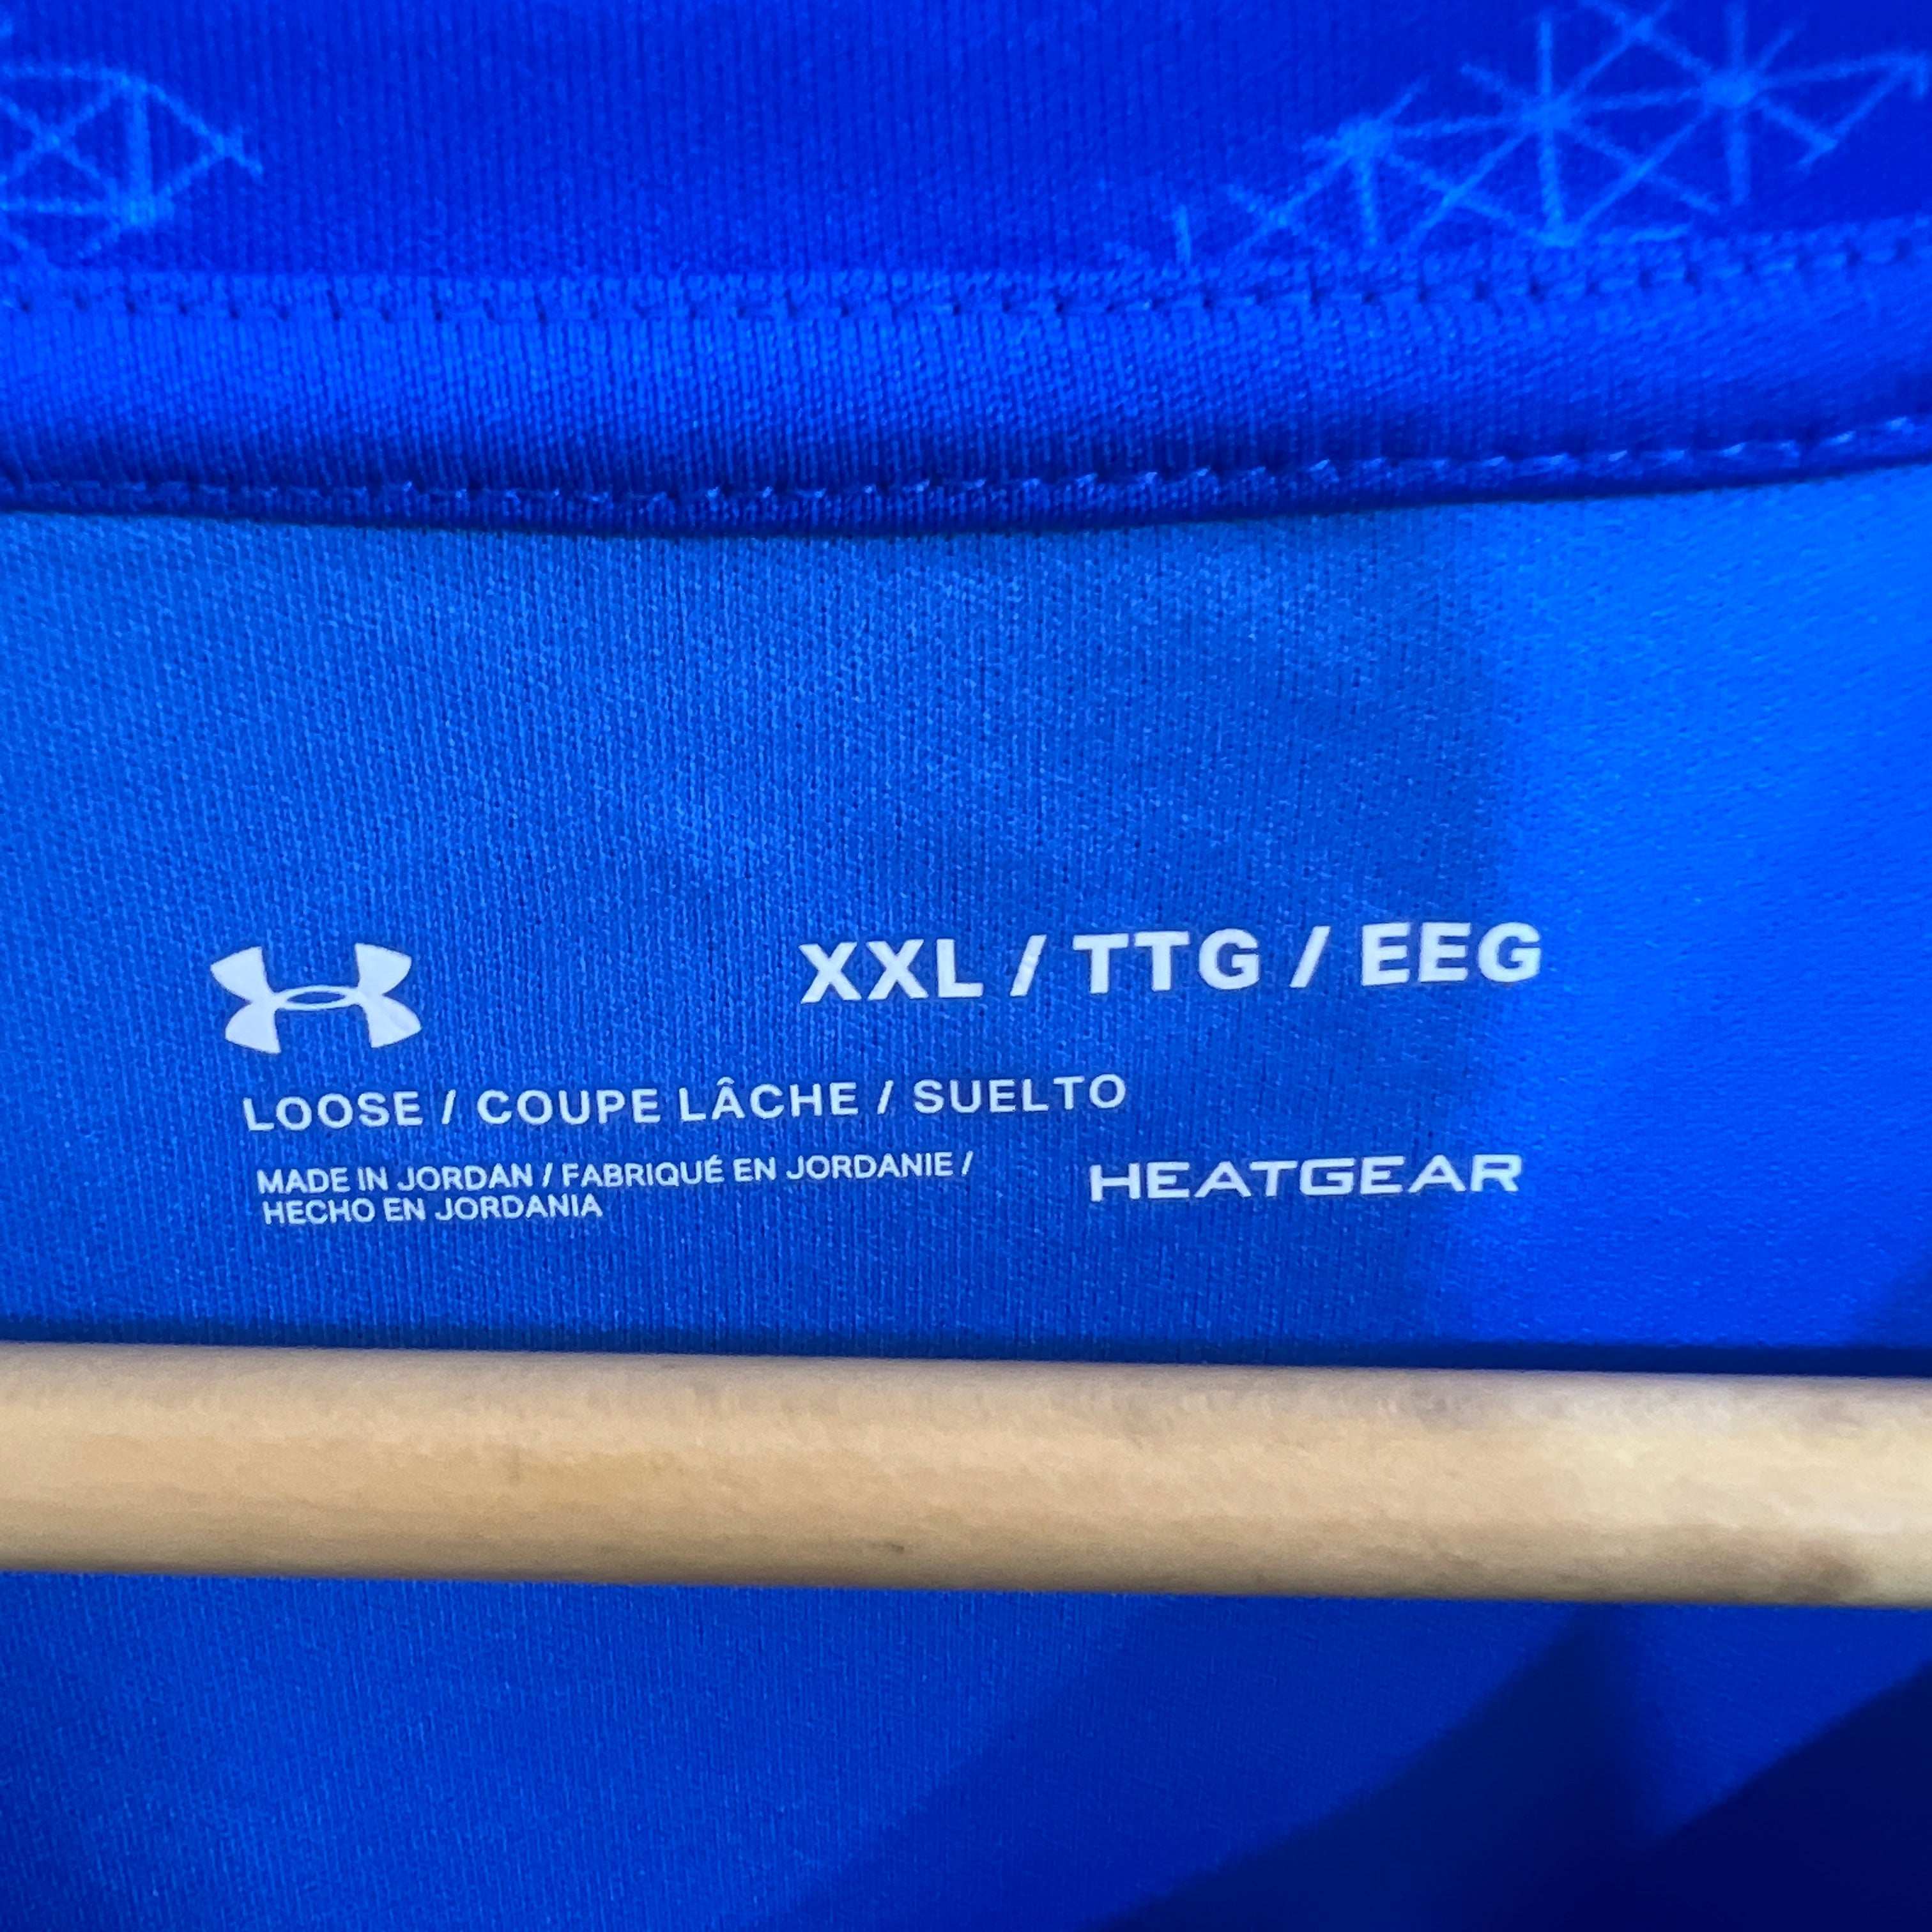 XXL / TTG / EEG
LOOSE / COUPE LÂCHE / SUELTO
MADE IN JORDAN / FABRIQUÉ EN JORDANIE /
HECHO EN JORDANIA
HEATGEAR